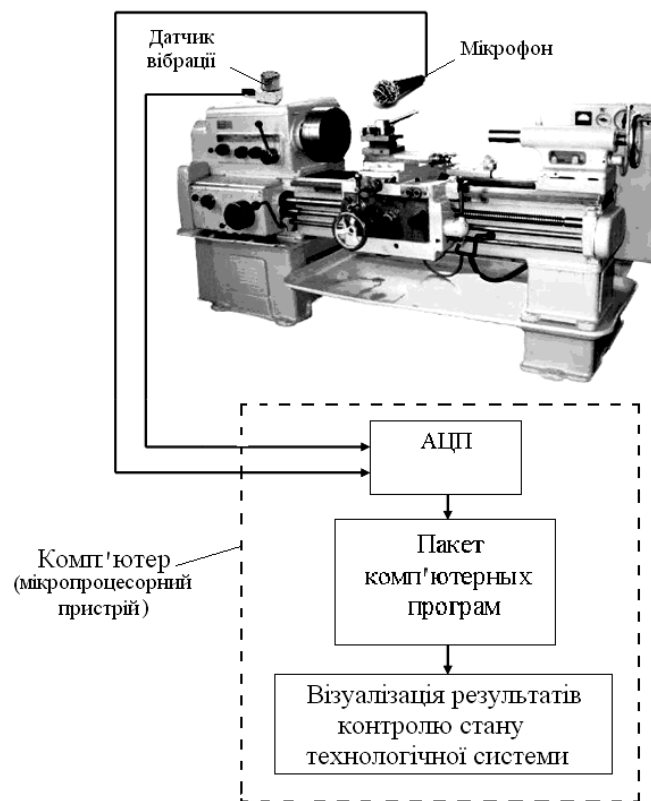 Датчик
вібрації
Мікрофон
АЦП
Пакет
комп'ютерных
програм
Комп'ютер
(мікропроцесорний
пристрій)
Візуалізація результатів
контролю стану
технологічної системи